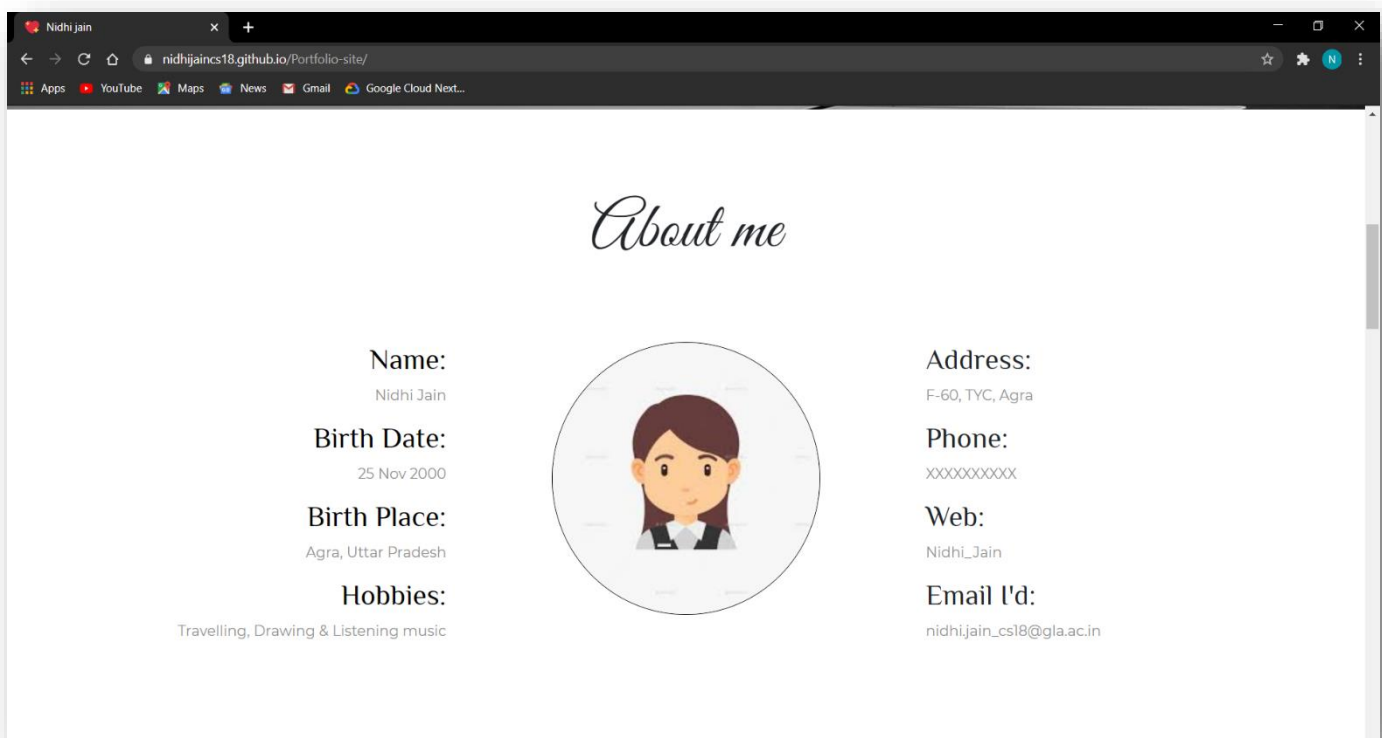 Nidhi jain
nidhijaincs18.github.io/Portfolio-site/
N
Apps YouTube Maps News Gmail Google Cloud Next...
About me
Name:
Nidhi Jain
Birth Date:
25 Nov 2000
Birth Place:
Agra, Uttar Pradesh
Hobbies:
Travelling, Drawing & Listening music
Address:
F-60, TYC, Agra
Phone:
XXXXXXXXXX
Web:
Nidhi_Jain
Email I'd:
nidhi.jain_cs18@gla.ac.in